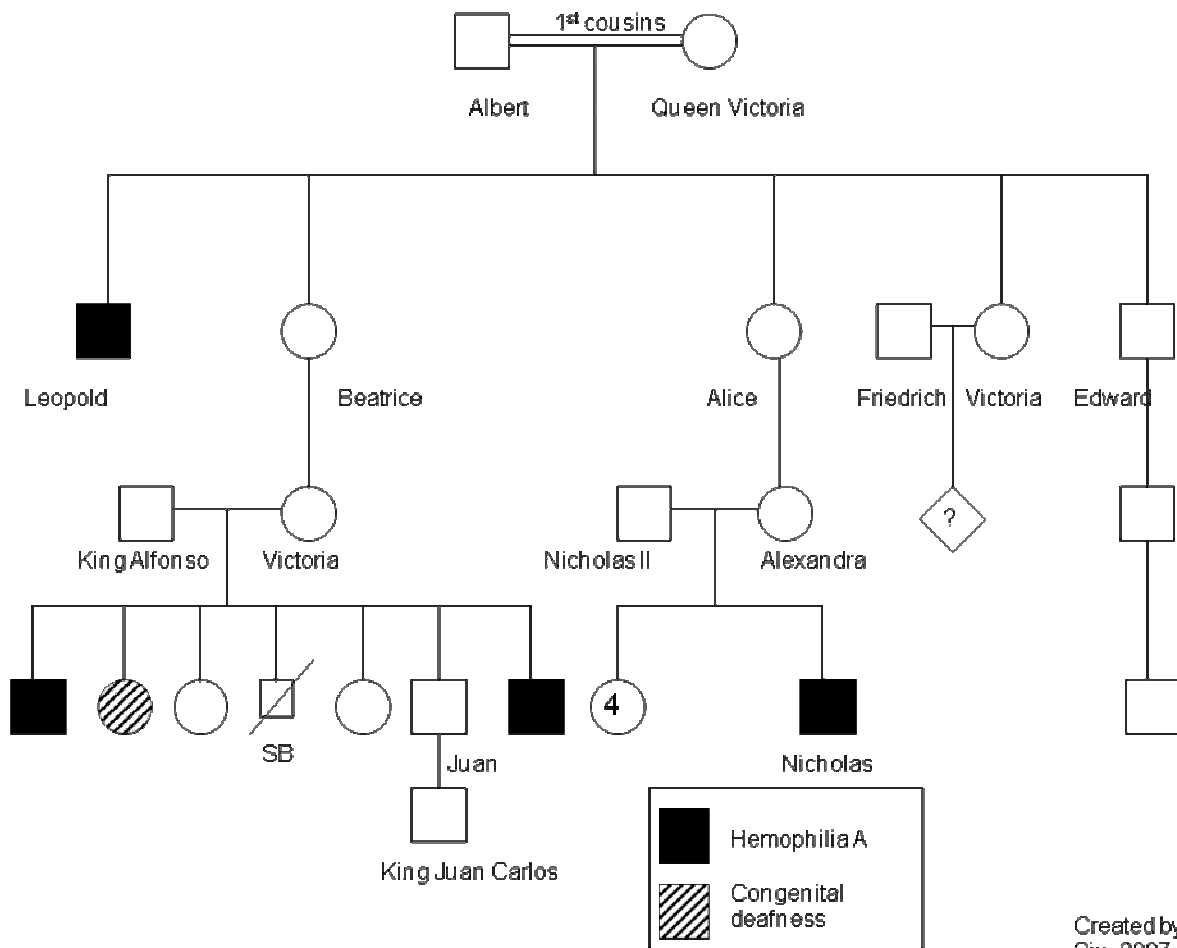 1st cousins
Albert
Queen Victoria
Leopold
Beatrice
Alice
Friedrich
Victoria
Edward
?
King Alfonso
Victoria
Nicholas II
Alexandra
4
SB
Juan
Nicholas
King Juan Carlos
Hemophilia A
Congenital
deafness
Created by
2007